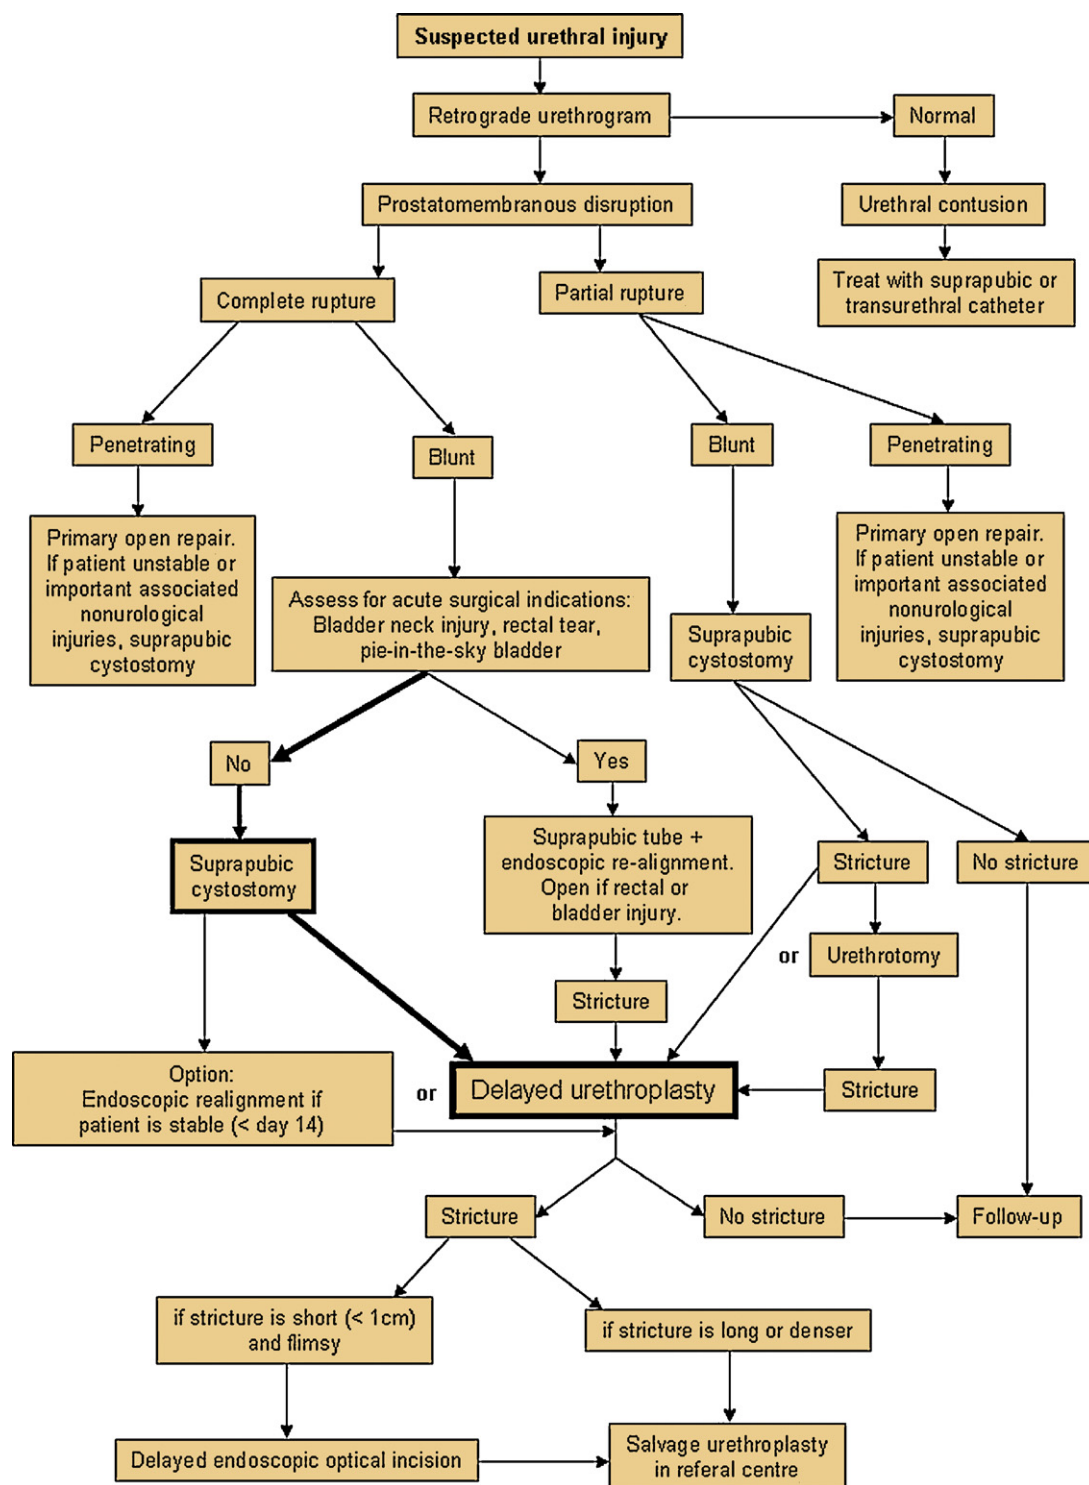 Suspected urethral injury
Retrograde urethrogram
Normal
Prostatomembranous disruption
Urethral contusion
Complete rupture
Partial rupture
Treat with suprapubic or
transurethral catheter
Penetrating
Blunt
Blunt
Penetrating
Primary open repair.
If patient unstable or
important associated
nonurological
injuries, suprapubic
cystostomy
Assess for acute surgical indications:
Bladder neck injury, rectal tear,
pie-in-the-sky bladder
Suprapubic
cystostomy
Primary open repair.
If patient unstable or
important associated
nonurological
injuries, suprapubic
cystostomy
No
Yes
Suprapubic
cystostomy
Suprapubic tube +
endoscopic re-alignment.
Open if rectal or
bladder injury.
Stricture
No stricture
or
Urethrotomy
Stricture
Option:
Endoscopic realignment if
patient is stable (< day 14)
or
Delayed urethroplasty
Stricture
Stricture
No stricture
Follow-up
if stricture is short (< 1cm)
and flimsy
if stricture is long or denser
Delayed endoscopic optical incision
Salvage urethroplasty
in referal centre